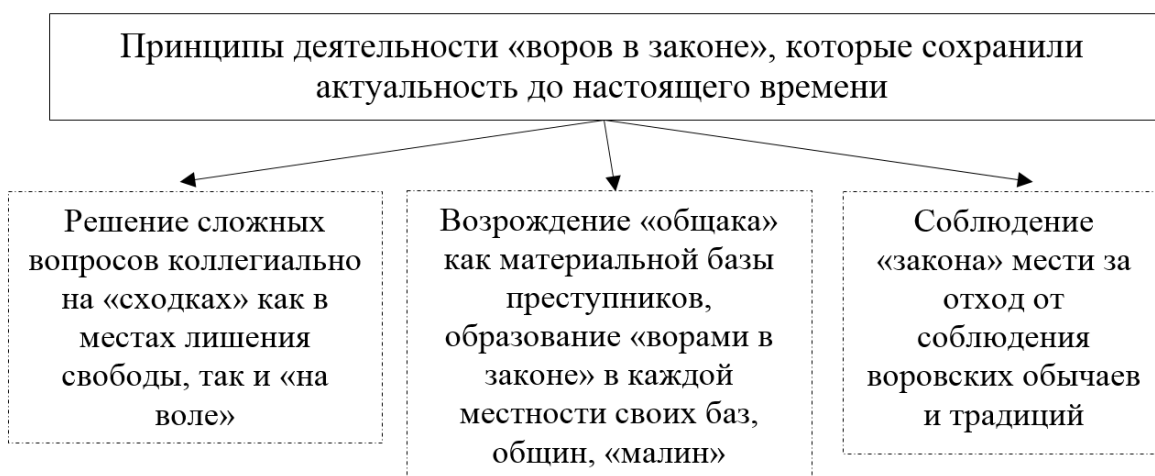 Принципы деятельности «воров в законе», которые сохранили
актуальность до настоящего времени
Решение сложных
вопросов коллегиально
на «сходках» как в
местах лишения
свободы, так и «на
воле»
Возрождение «общака»
как материальной базы
преступников,
образование «ворами в
законе» в каждой
местности своих баз,
общин, «малин»
Соблюдение
«закона» мести за
отход от
соблюдения
воровских обычаев
и традиций